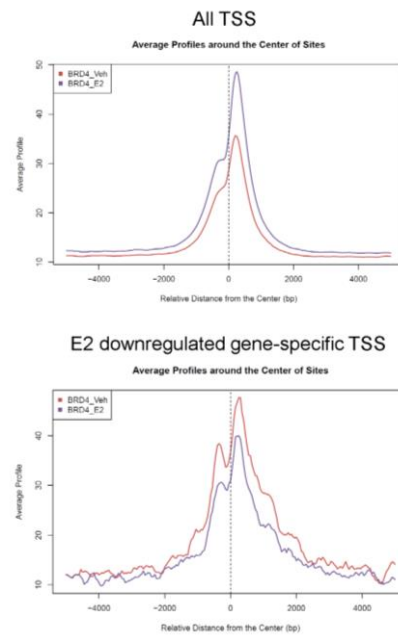 All TSS
Average Profiles around the Center of Sites
BRD4_Veh
BRD4_E2
Average Profile
50
40
30
20
10
−4000 −2000 0 2000 4000
Relative Distance from the Center (bp)
E2 downregulated gene-specific TSS
Average Profiles around the Center of Sites
BRD4_Veh
BRD4_E2
Average Profile
40
30
20
10
−4000 −2000 0 2000 4000
Relative Distance from the Center (bp)